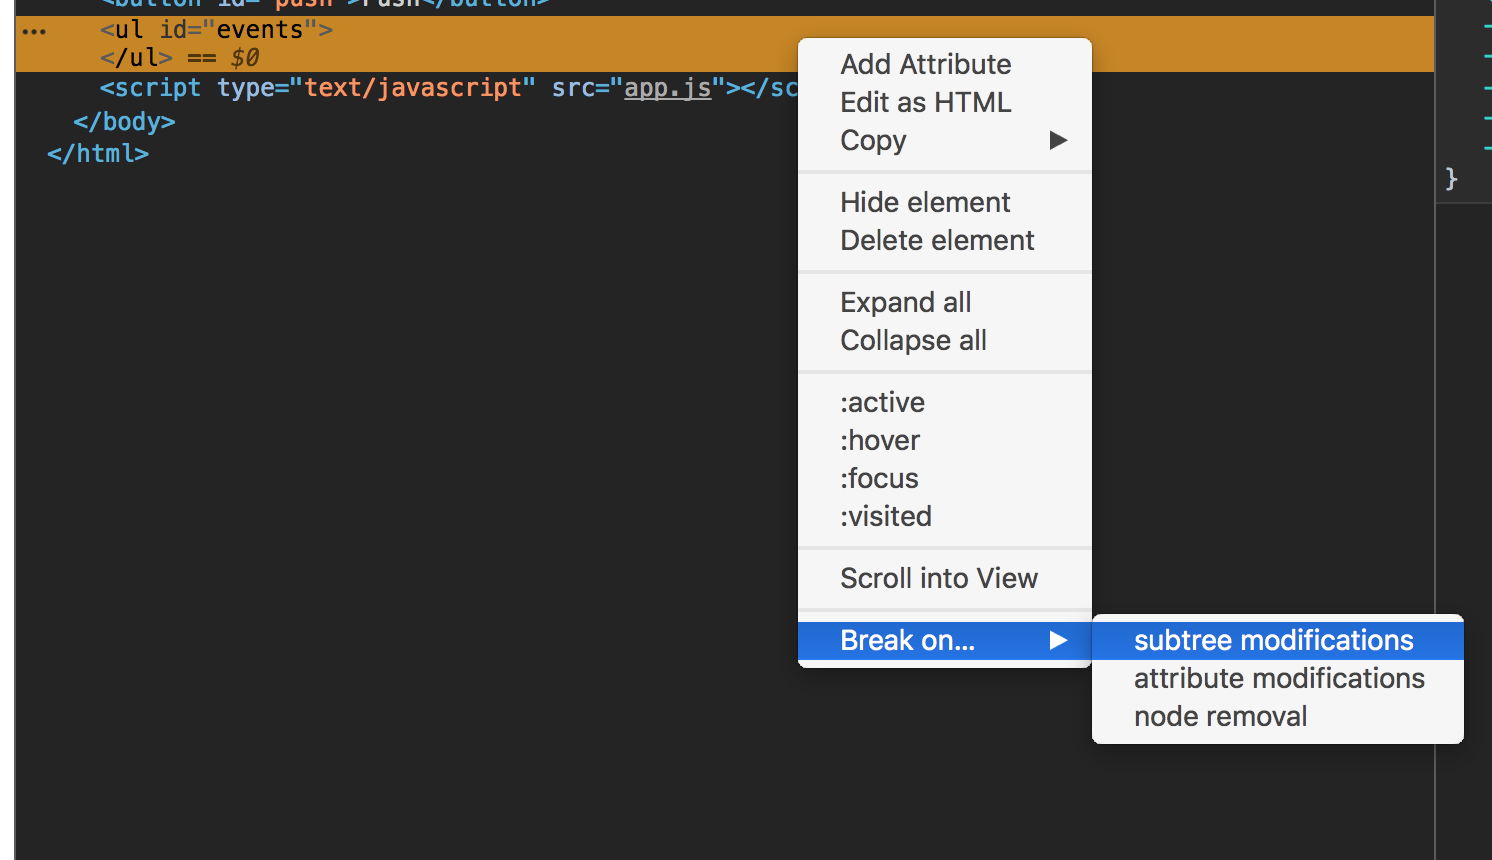 <button id="push">Push</button>
...
<ul id="events">
</ul> == $0
<script type="text/javascript" src="app.js"></sc
</body>
</html>
}
Add Attribute
Edit as HTML
Copy
Hide element
Delete element
Expand all
Collapse all
:active
:hover
:focus
:visited
Scroll into View
Break on...
subtree modifications
attribute modifications
node removal